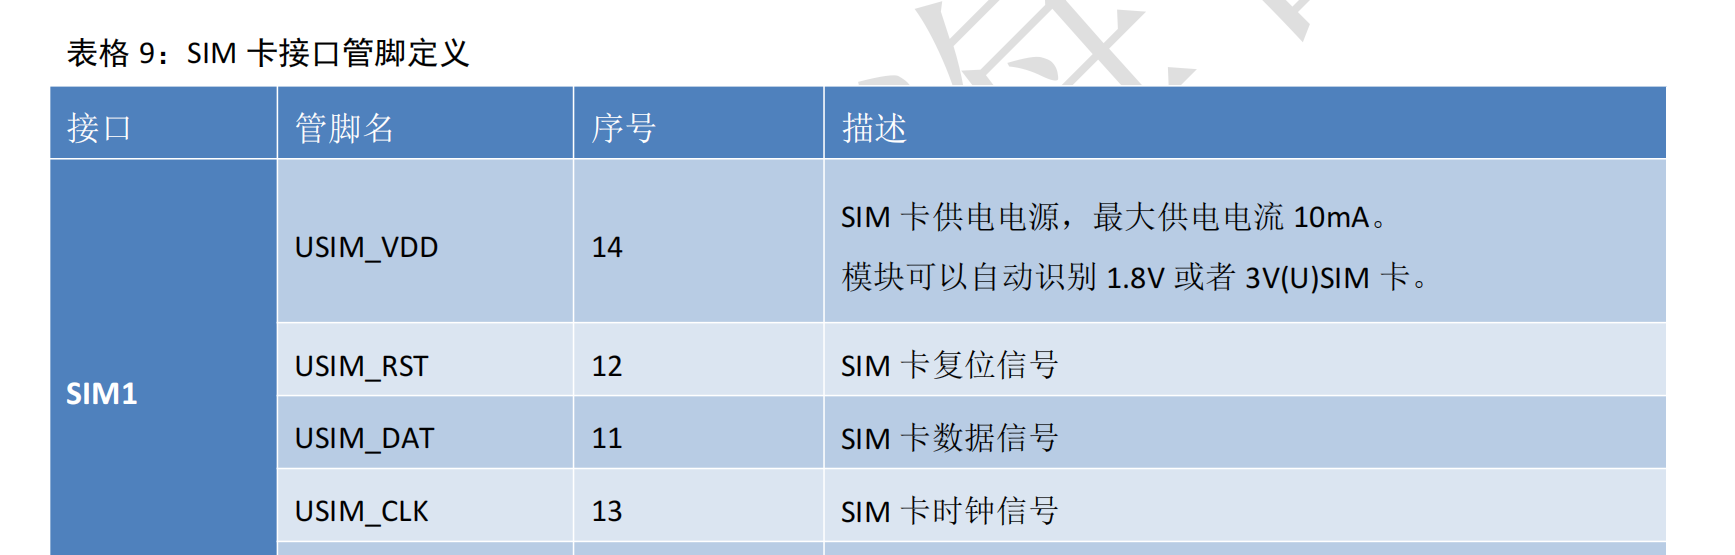 表格 9：SIM 卡接口管脚定义
接口 管脚名 序号 描述
SIM1
USIM_VDD 14 SIM 卡供电电源，最大供电电流 10mA。
模块可以自动识别 1.8V 或者 3V(U)SIM 卡。
USIM_RST 12 SIM 卡复位信号
USIM_DAT 11 SIM 卡数据信号
USIM_CLK 13 SIM 卡时钟信号